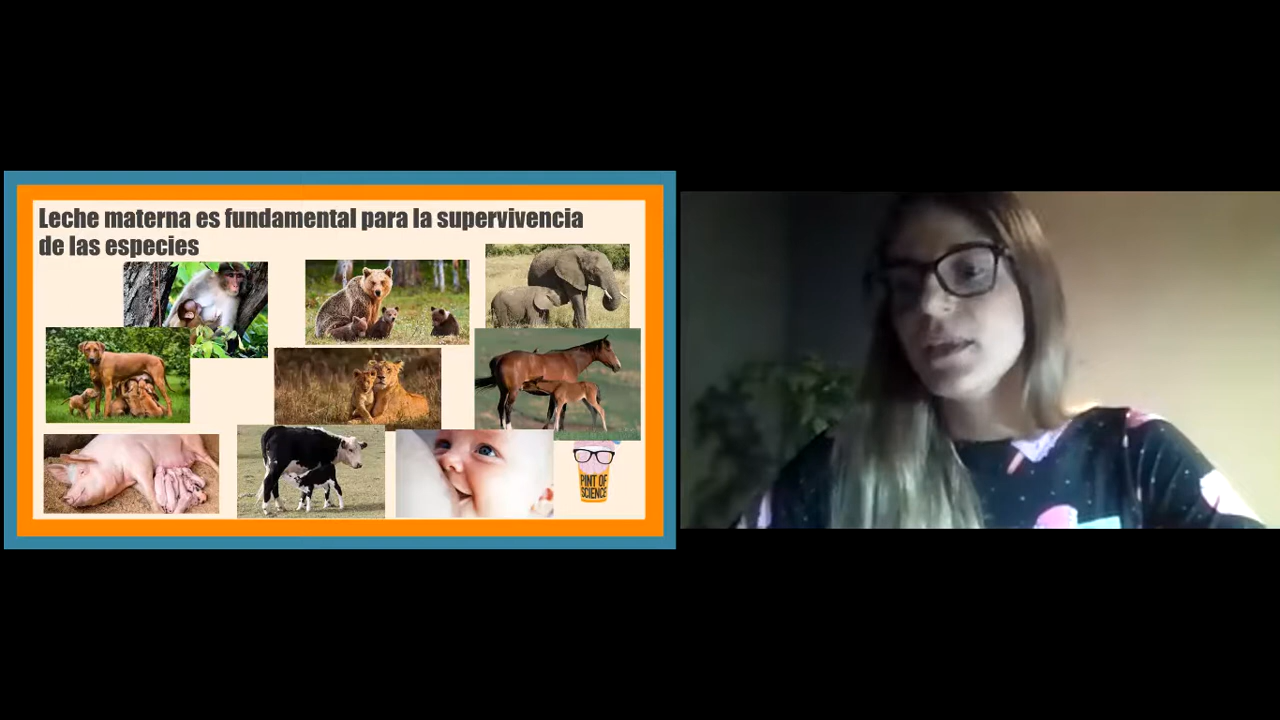 Leche materna es fundamental para la supervivencia
de las especies
PINT OF
SCIENCE